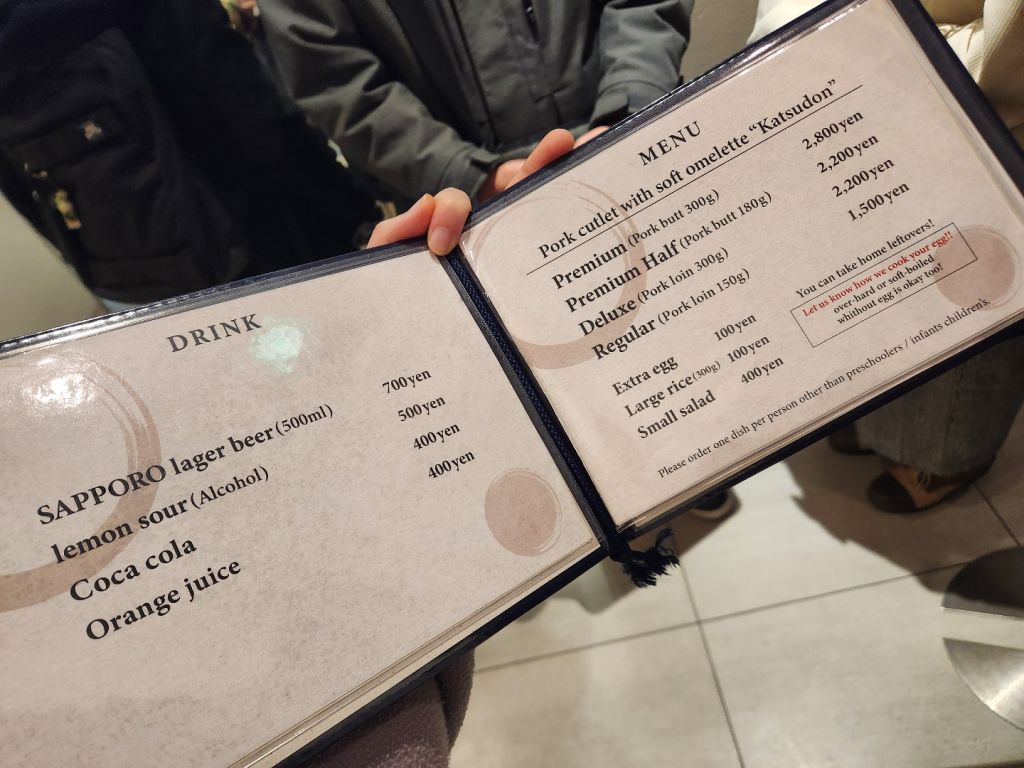 DRINK
SAPPORO lager beer (500ml) 700yen
lemon sour (Alcohol) 500yen
Coca cola 400yen
Orange juice 400yen
MENU
Pork cutlet with soft omelette “Katsudon”
Premium (Pork butt 300g) 2,800yen
Premium Half (Pork butt 180g) 2,200yen
Deluxe (Pork loin 300g) 2,200yen
Regular (Pork loin 150g) 1,500yen
Extra egg 100yen
Large rice (300g) 100yen
Small salad 400yen
You can take home leftovers!
Let us know how we cook your egg!!
over-hard or soft-boiled
whithout egg is okay too!
Please order one dish per person other than preschoolers / infants children's.